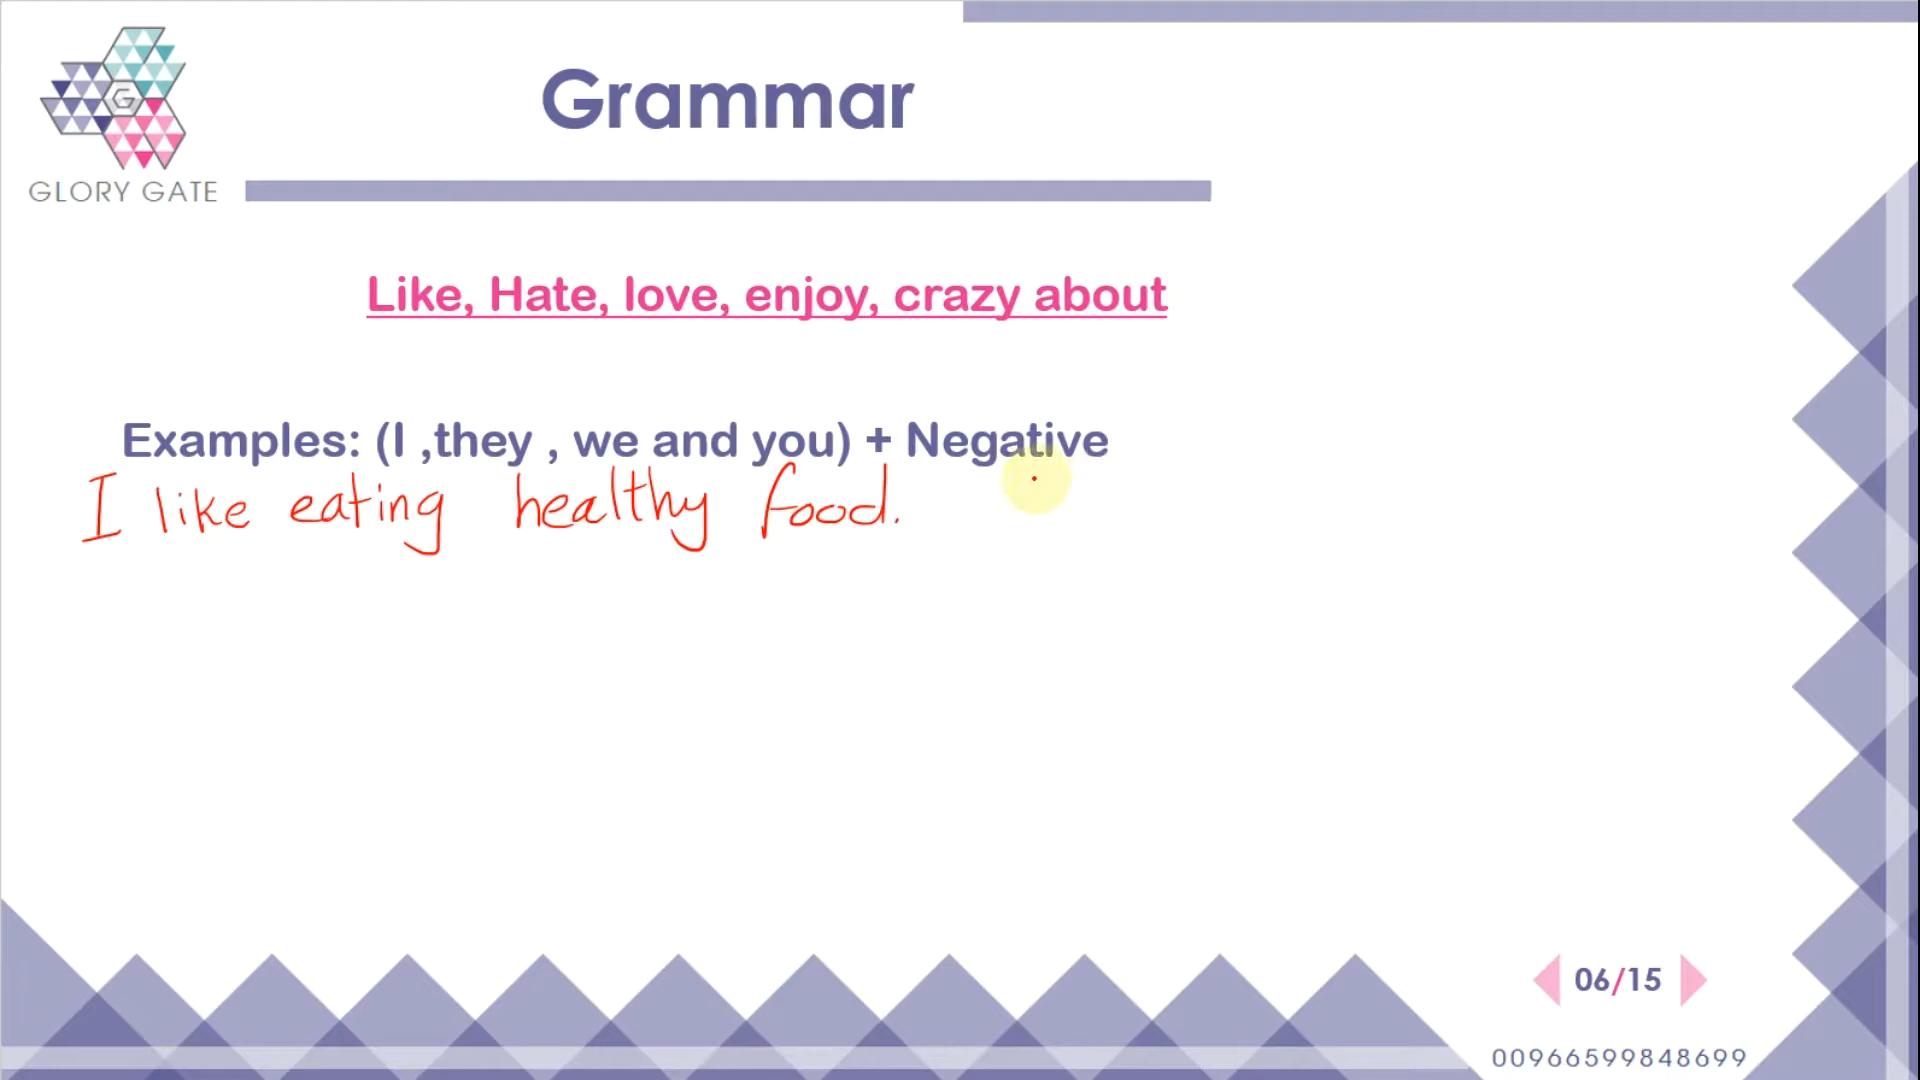 Grammar
G
GLORY GATE
Like, Hate, love, enjoy, crazy about
Examples: (I ,they , we and you) + Negative
I like eating healthy food.
06/15
00966599848699